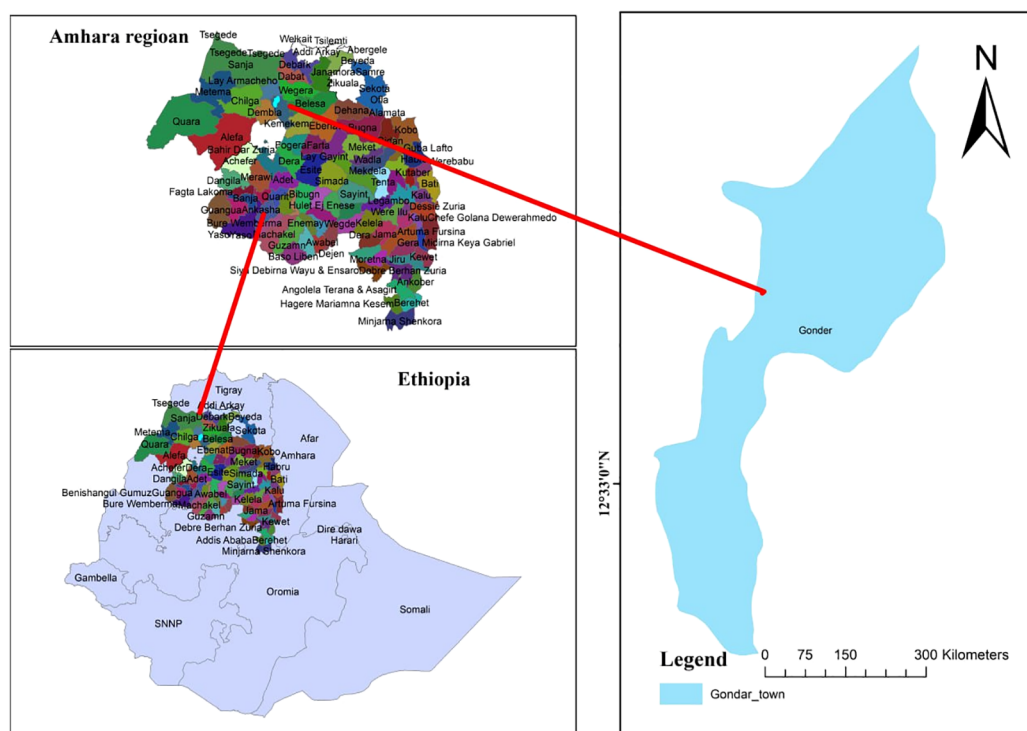 Amhara regioan
Welkait
Tsilemti
Tsegede
Tsegede
Tsegede
Addi Arkay
Abergele
Beyeda
Sanja
Debark
Janamora
Samre
Dabat
Zikuala
Lay Armacheho
Sekota
Metema
Wegera
Chilga
Belesa
Olla
Alamata
Dehana
Quara
Dembia
Kemekem
Ebenat
Bugna
Kobo
Alefa
Gidan
Guba Lafto
Bahir Dar Zuria
Fogera
Farta
Meket
Habru
Werebabu
Achefer
Dera
Lay Gayint
Wadla
Kutaber
Mekdela
Dangila
Merawi
Adet
Esite
Simada
Tenta
Bati
Fagta Lakoma
Banja
Quarit
Bibugn
Sayint
Legambo
Kalu
Dessie Zuria
Guangua
Ankasha
Hulet Ej Enese
Were Ilu
Kalu
Chefe Golana Dewerahmedo
Bure Wemberma
Enemay
Wegde
Kelela
Artuma Fursina
Machakel
Dera
Jama
Guzamn
Awabel
Gera Midirna Keya Gabriel
Baso Liben
Dejen
Moretna Jiru
Kewet
Siya Debirna Wayu & Ensaro
Debre Berhan Zuria
Ankober
Angolela Terana & Asagirt
Hagere Mariamna Kesem
Berehet
Minjarna Shenkora
Ethiopia
Tigray
Tsegede
Addi Arkay
Sanja
Debark
Beyeda
Zikuala
Metema
Chilga
Belesa
Sekota
Quara
Afar
Alefa
Ebenat
Bugna
Kobo
Amhara
Achefer
Dera
Meket
Habru
Dangila
Adet
Esite
Simada
Bati
Sayint
Benishangul Gumuz
Guangua
Awabel
Kalu
Bure Wemberma
Machakel
Kelela
Artuma Fursina
Guzamn
Jama
Debre Berhan Zuria
Kewet
Dire dawa
Addis Ababa
Berehet
Harari
Minjarna Shenkora
Gambella
Oromia
SNNP
Somali
N
Gonder
12°33'0"N
Legend
0 75 150 300 Kilometers
Gondar_town